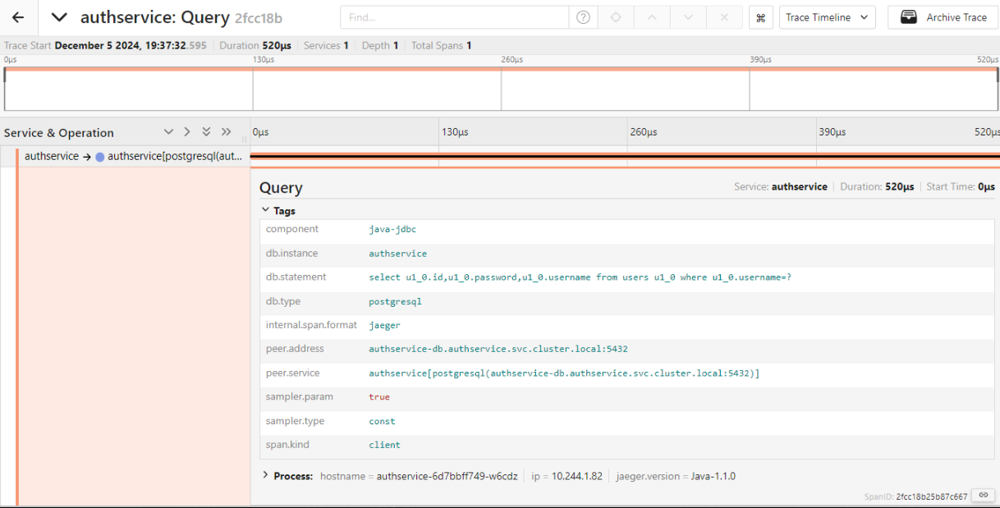 authservice: Query 2fcc18b Find... ? ⌘ Trace Timeline Archive Trace
Trace Start December 5 2024, 19:37:32.595 Duration 520μs Services 1 Depth 1 Total Spans 1
0μs 130μs 260μs 390μs 520μs
Service & Operation 0μs 130μs 260μs 390μs 520μs
authservice → authservice[postgresql(aut...
Query Service: authservice Duration: 520μs Start Time: 0μs
Tags
component java-jdbc
db.instance authservice
db.statement select u1_0.id,u1_0.password,u1_0.username from users u1_0 where u1_0.username=?
db.type postgresql
internal.span.format jaeger
peer.address authservice-db.authservice.svc.cluster.local:5432
peer.service authservice[postgresql(authservice-db.authservice.svc.cluster.local:5432)]
sampler.param true
sampler.type const
span.kind client
Process: hostname = authservice-6d7bbff749-w6cdz ip = 10.244.1.82 jaeger.version = Java-1.1.0
SpanID: 2fcc18b25b87c667